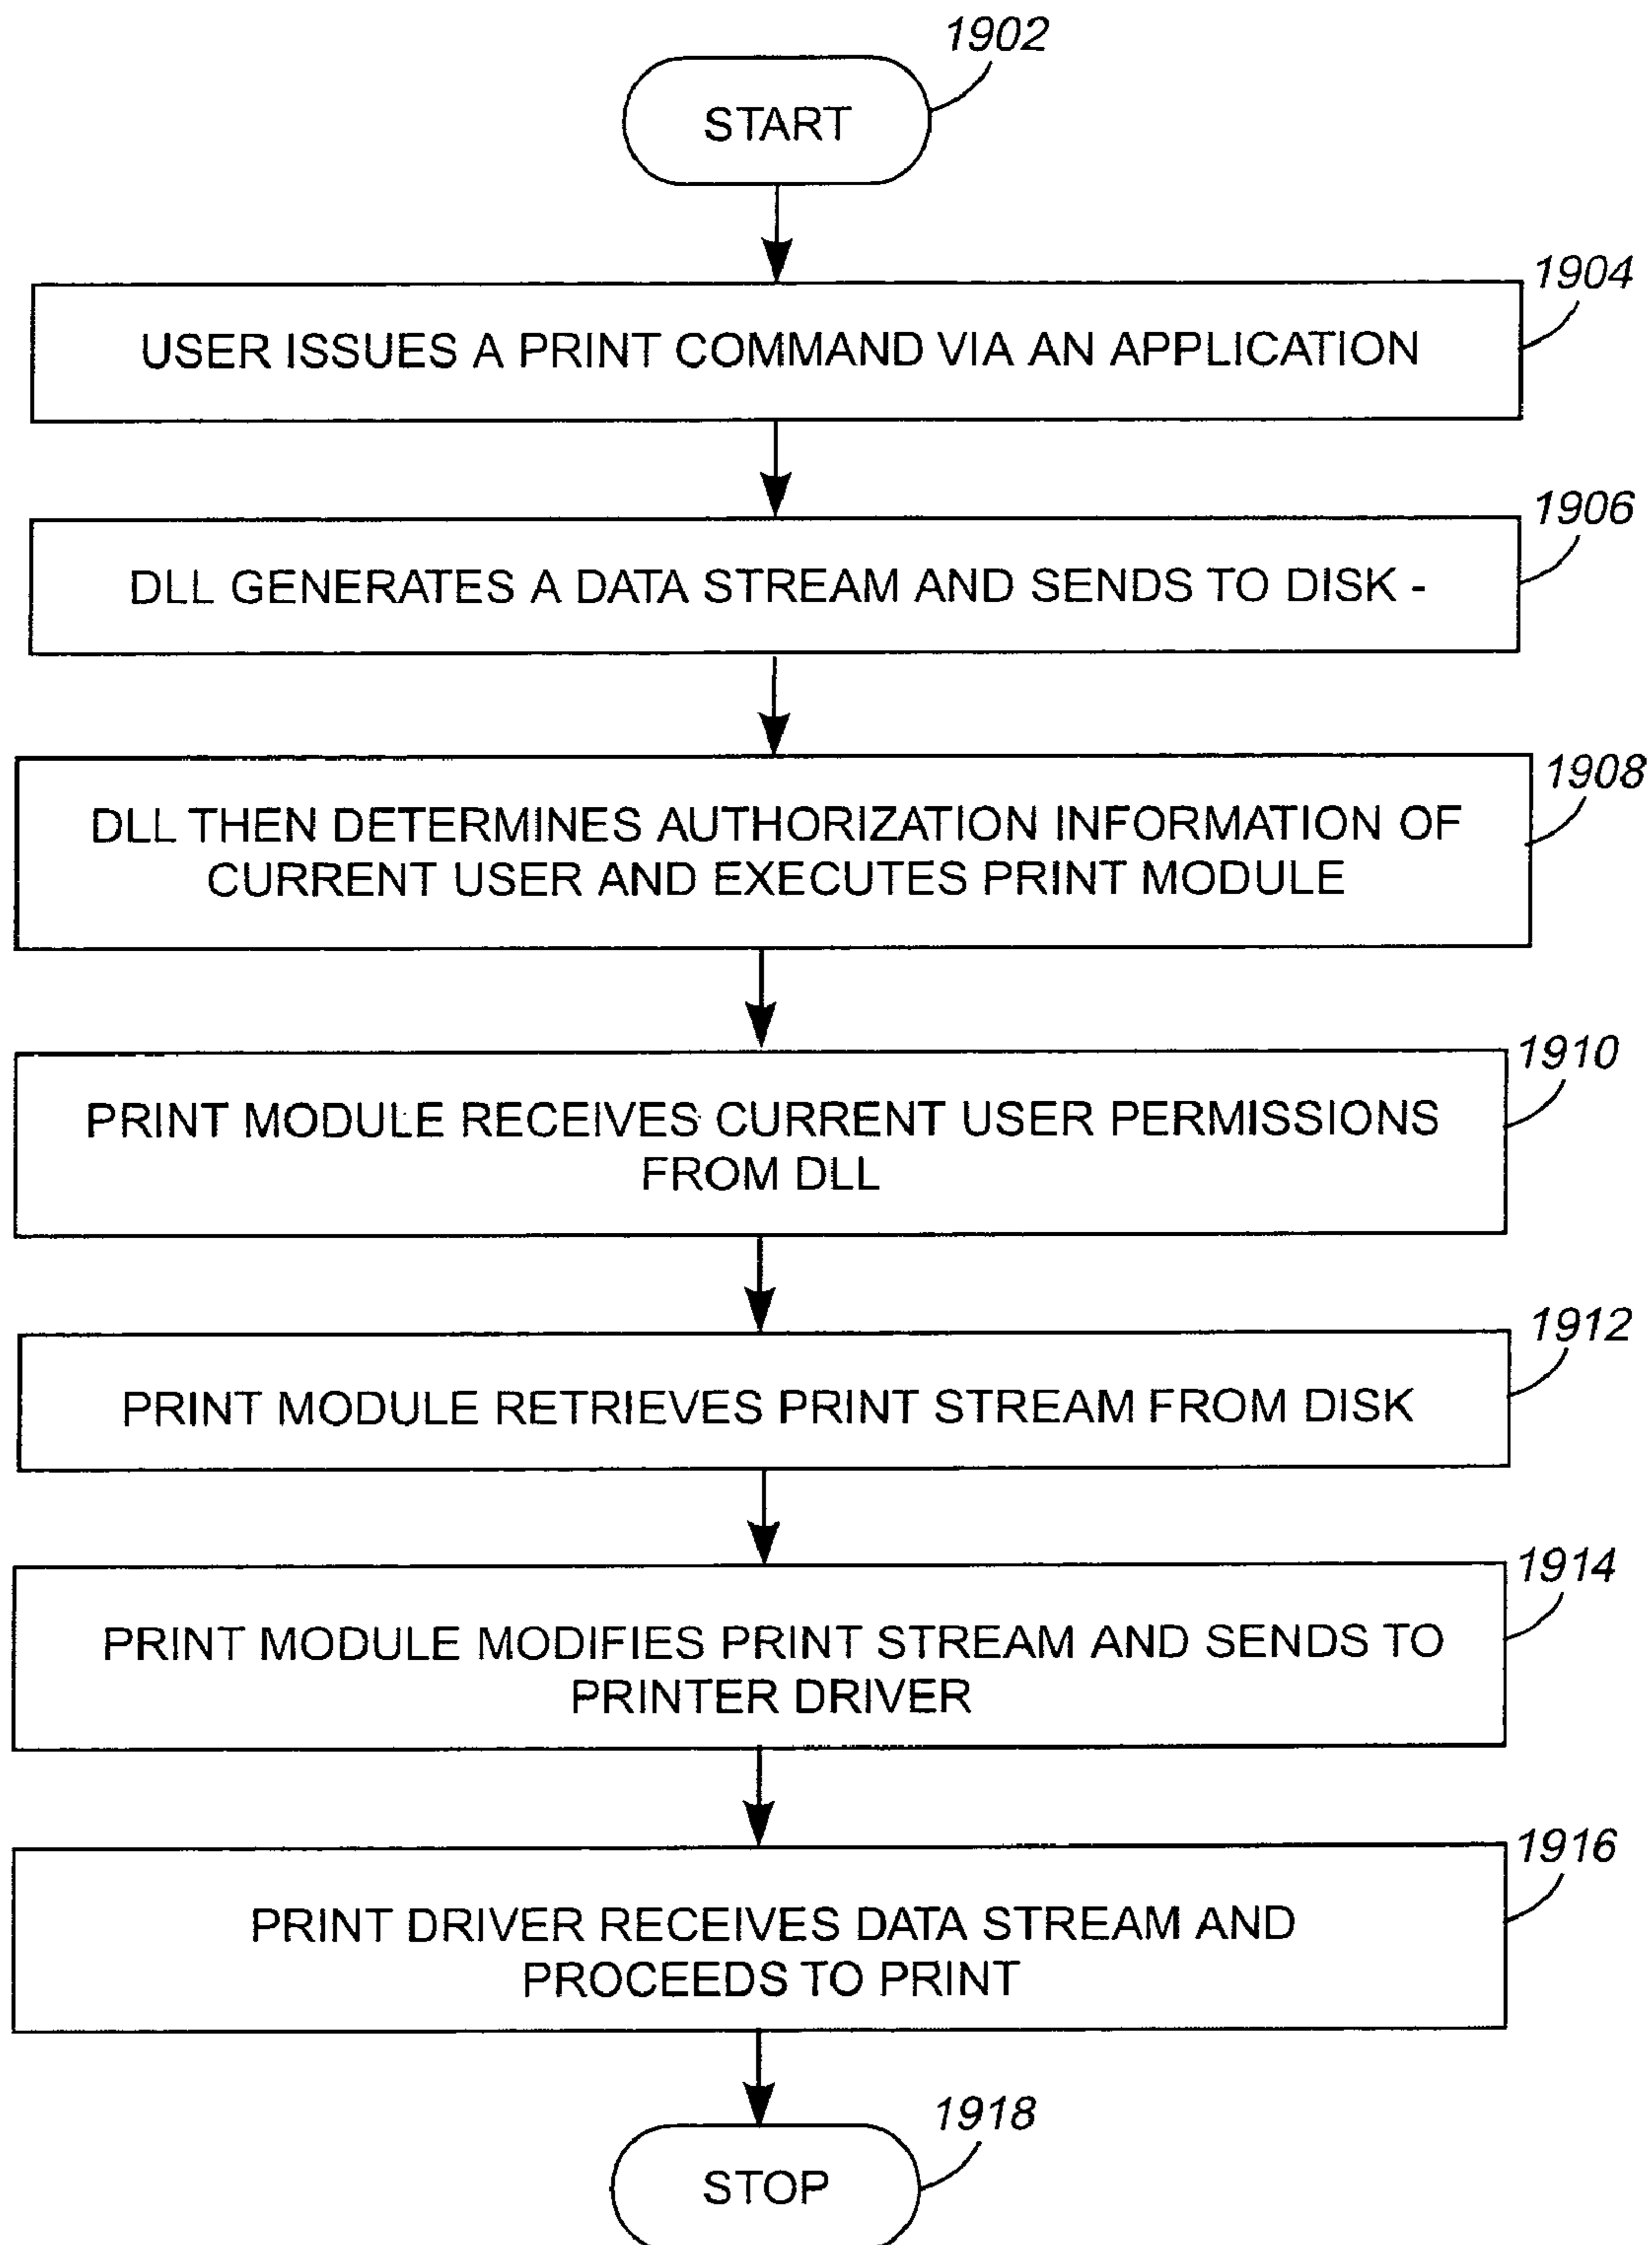 1902
START
1904
USER ISSUES A PRINT COMMAND VIA AN APPLICATION
1906
DLL GENERATES A DATA STREAM AND SENDS TO DISK -
1908
DLL THEN DETERMINES AUTHORIZATION INFORMATION OF
CURRENT USER AND EXECUTES PRINT MODULE
1910
PRINT MODULE RECEIVES CURRENT USER PERMISSIONS
FROM DLL
1912
PRINT MODULE RETRIEVES PRINT STREAM FROM DISK
1914
PRINT MODULE MODIFIES PRINT STREAM AND SENDS TO
PRINTER DRIVER
1916
PRINT DRIVER RECEIVES DATA STREAM AND
PROCEEDS TO PRINT
1918
STOP